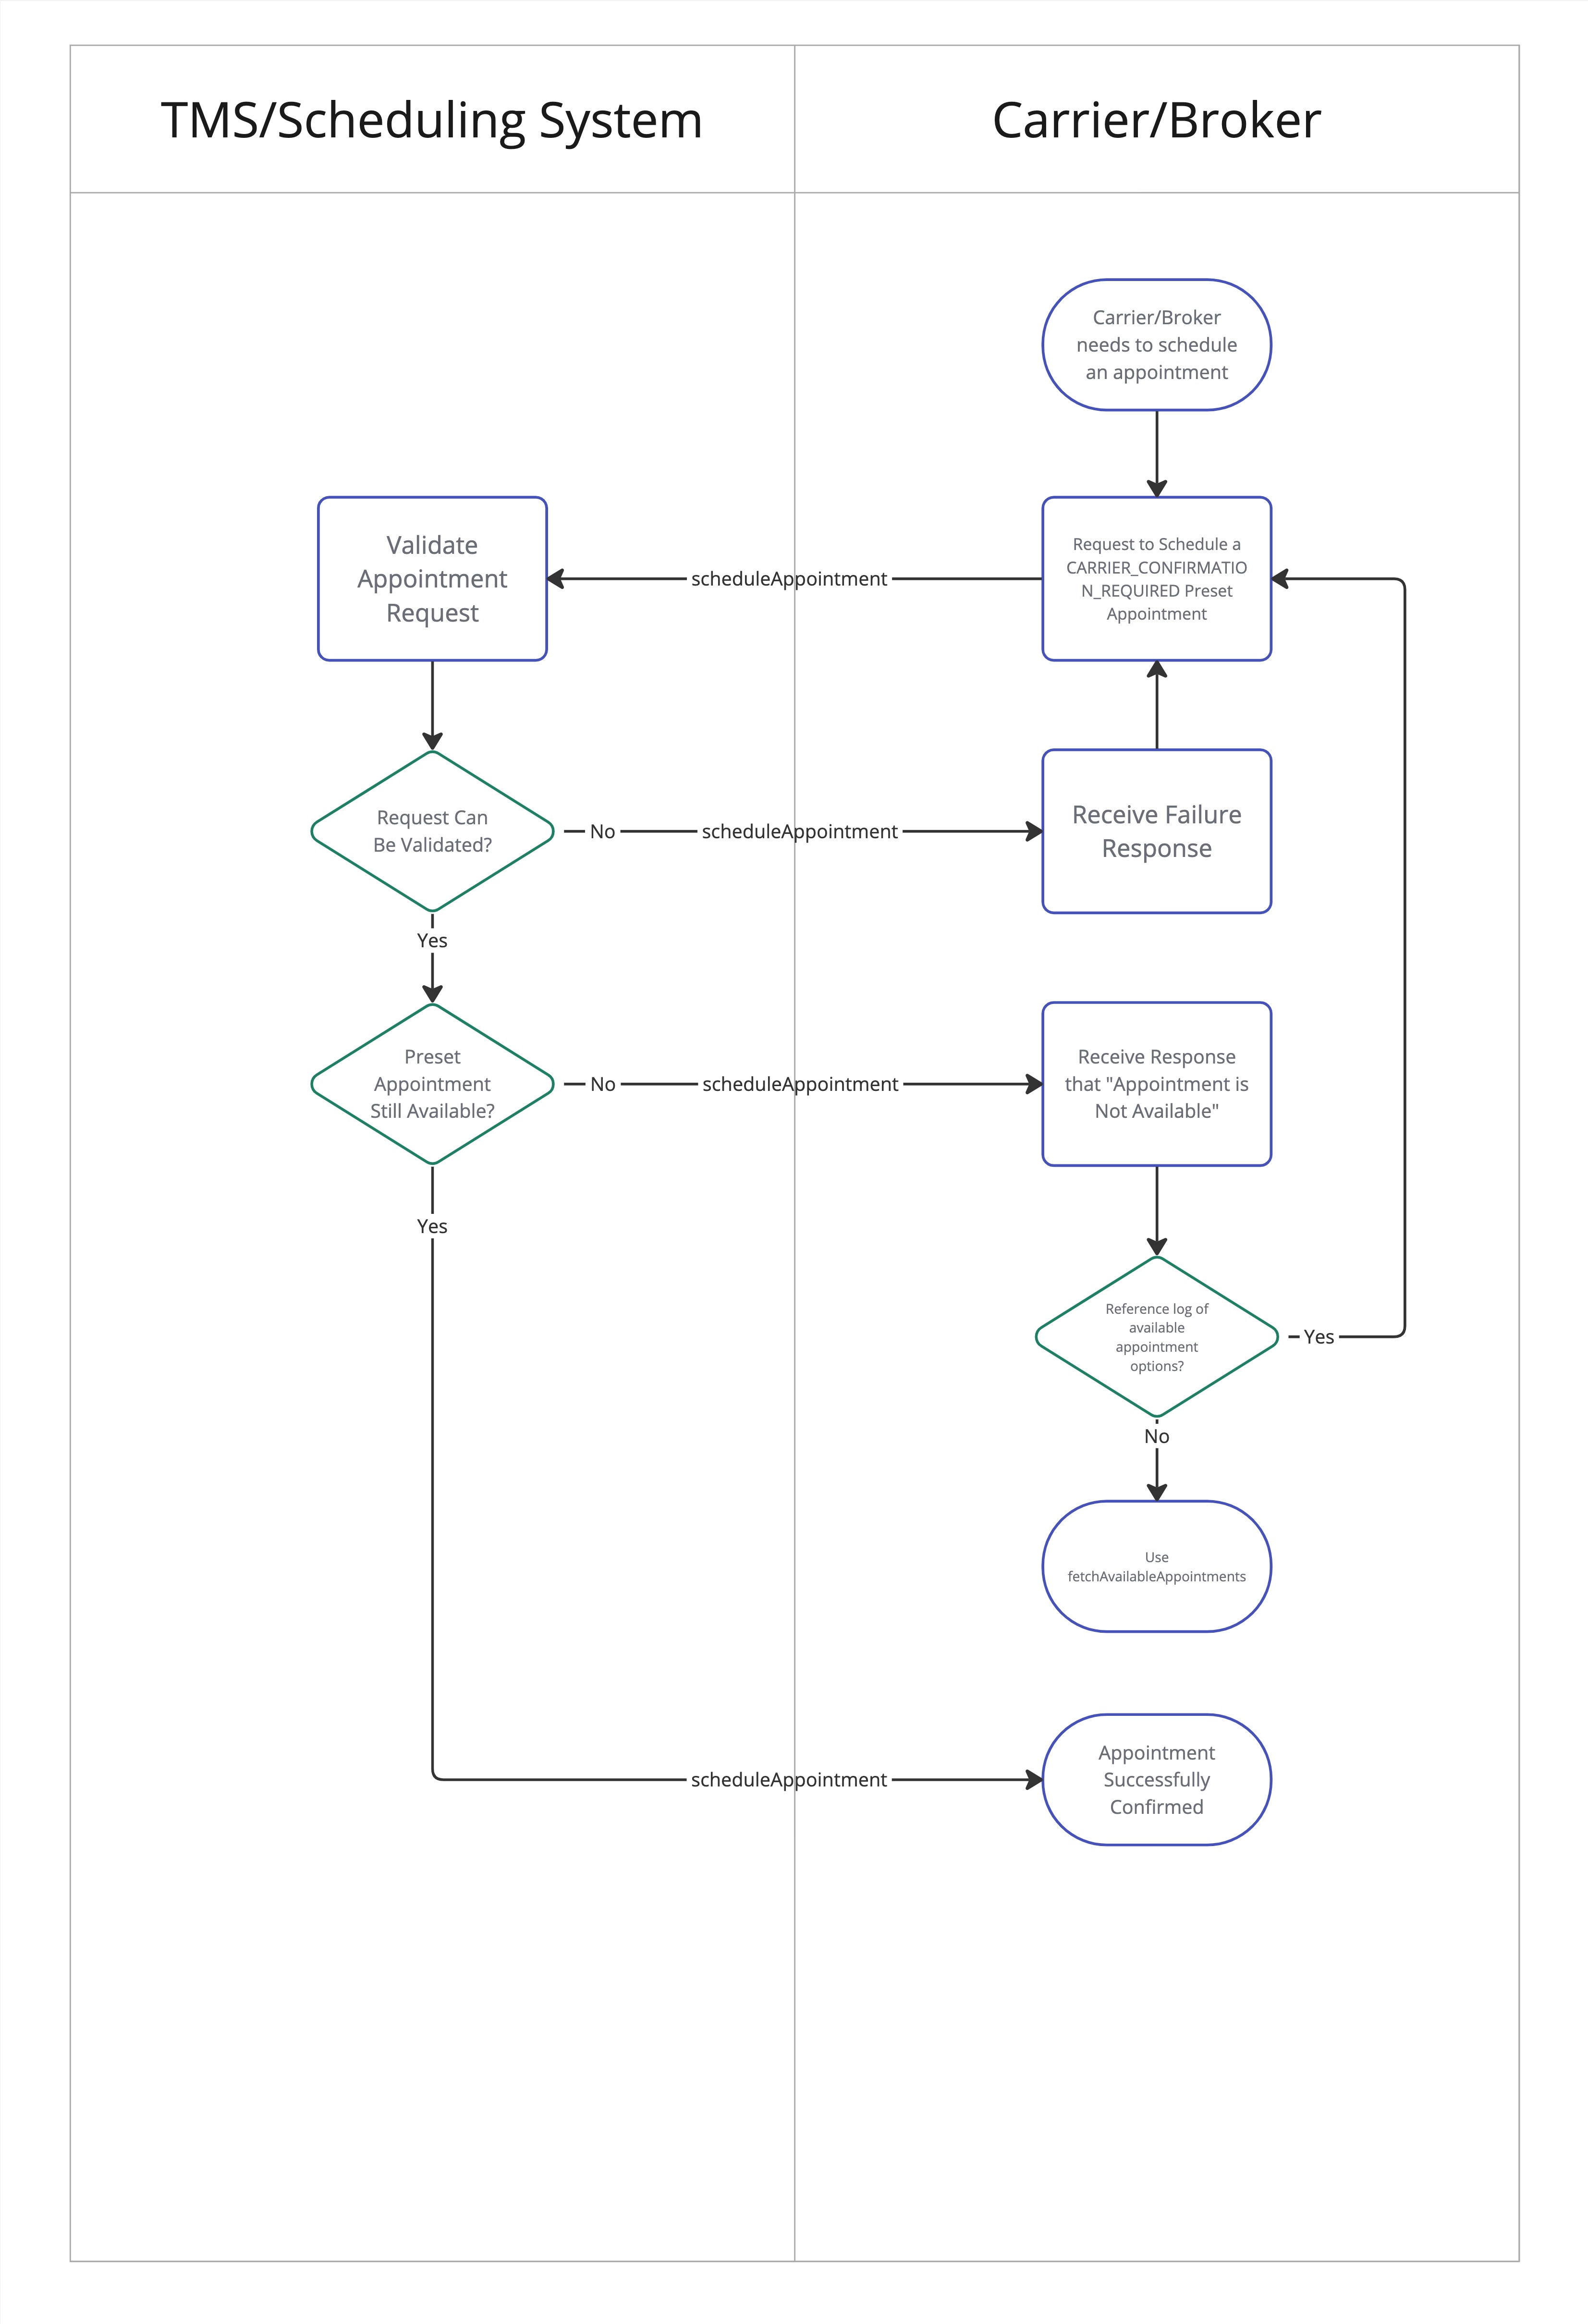 TMS/Scheduling System
Carrier/Broker
Carrier/Broker
needs to schedule
an appointment
Validate
Appointment
Request
scheduleAppointment
Request to Schedule a
CARRIER_CONFIRMATIO
N_REQUIRED Preset
Appointment
Request Can
Be Validated?
No
scheduleAppointment
Receive Failure
Response
Yes
Preset
Appointment
Still Available?
No
scheduleAppointment
Receive Response
that "Appointment is
Not Available"
Yes
Reference log of
available
appointment
options?
Yes
No
Use
fetchAvailableAppointments
scheduleAppointment
Appointment
Successfully
Confirmed